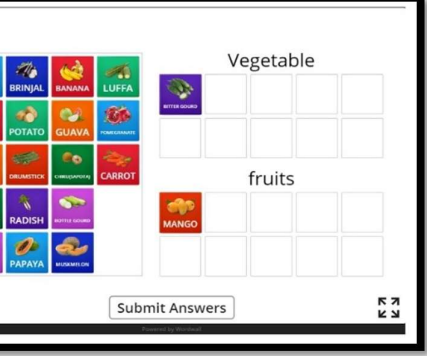 Vegetable
BRINJAL BANANA LUFFA
BITTER GOURD
POTATO GUAVA POMEGRANATE
DRUMSTICK CHIKU(SAPOTA) CARROT
fruits
RADISH BOTTLE GOURD
MANGO
PAPAYA MUSKMELON
Submit Answers
Powered by Wordwall